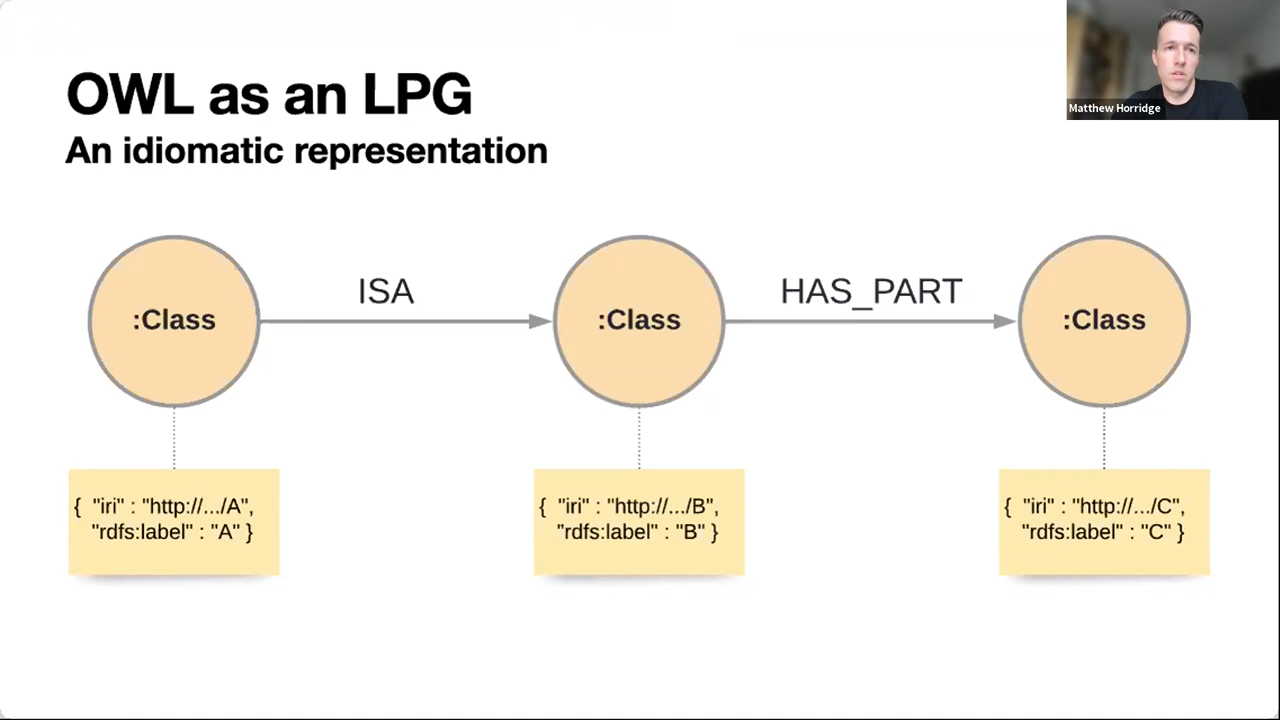 OWL as an LPG
An idiomatic representation
Matthew Horridge
ISA
HAS_PART
:Class
:Class
:Class
{ "iri" : "http://.../A",
"rdfs:label" : "A" }
{ "iri" : "http://.../B",
"rdfs:label" : "B" }
{ "iri" : "http://.../C",
"rdfs:label" : "C" }